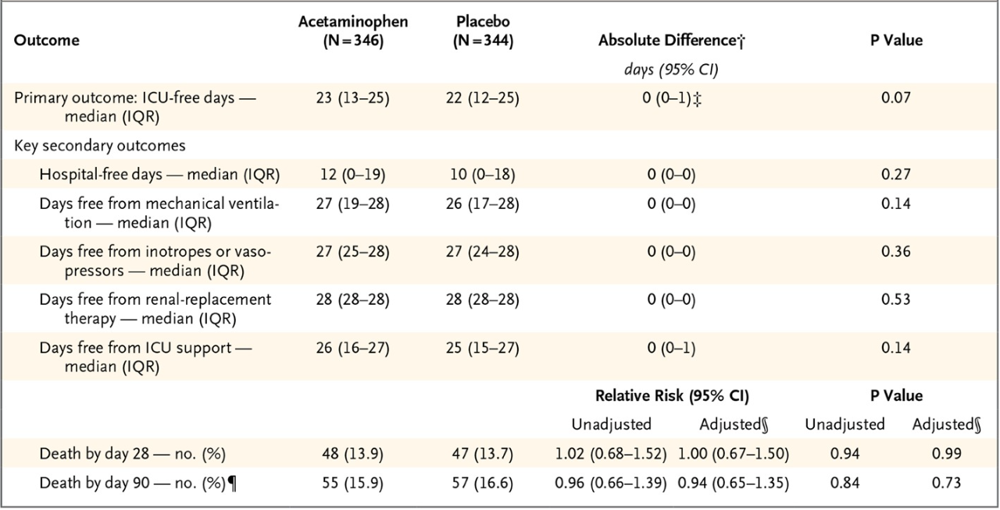 Outcome Acetaminophen (N=346) Placebo (N=344) Absolute Difference† P Value
days (95% CI)
Primary outcome: ICU-free days — 23 (13–25) 22 (12–25) 0 (0–1)‡ 0.07
median (IQR)
Key secondary outcomes
Hospital-free days — median (IQR) 12 (0–19) 10 (0–18) 0 (0–0) 0.27
Days free from mechanical ventila- 27 (19–28) 26 (17–28) 0 (0–0) 0.14
tion — median (IQR)
Days free from inotropes or vaso- 27 (25–28) 27 (24–28) 0 (0–0) 0.36
pressors — median (IQR)
Days free from renal-replacement 28 (28–28) 28 (28–28) 0 (0–0) 0.53
therapy — median (IQR)
Days free from ICU support — 26 (16–27) 25 (15–27) 0 (0–1) 0.14
median (IQR)
Relative Risk (95% CI) P Value
Unadjusted Adjusted§ Unadjusted Adjusted§
Death by day 28 — no. (%) 48 (13.9) 47 (13.7) 1.02 (0.68–1.52) 1.00 (0.67–1.50) 0.94 0.99
Death by day 90 — no. (%)¶ 55 (15.9) 57 (16.6) 0.96 (0.66–1.39) 0.94 (0.65–1.35) 0.84 0.73